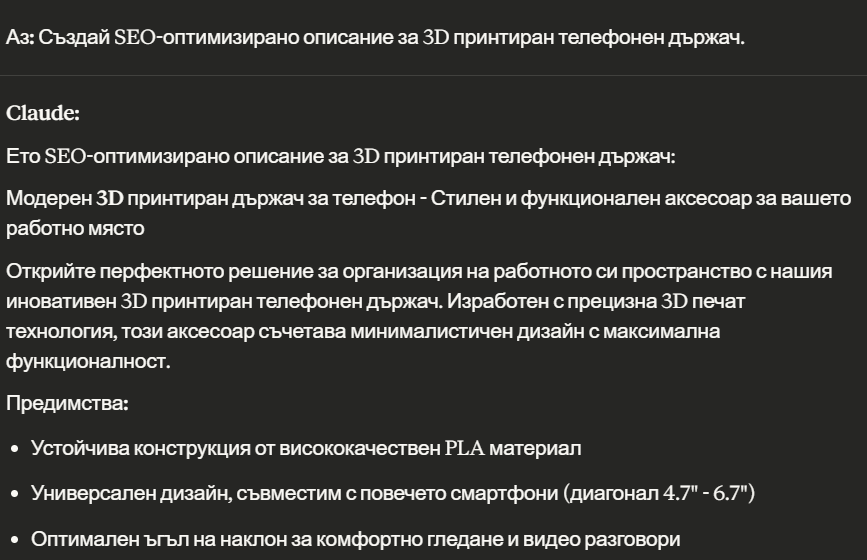 Аз: Създай SEO-оптимизирано описание за 3D принтиран телефонен държач.
Claude:
Ето SEO-оптимизирано описание за 3D принтиран телефонен държач:
Модерен 3D принтиран държач за телефон - Стилен и функционален аксесоар за вашето
работно място
Открийте перфектното решение за организация на работното си пространство с нашия
иновативен 3D принтиран телефонен държач. Изработен с прецизна 3D печат
технология, този аксесоар съчетава минималистичен дизайн с максимална
функционалност.
Предимства:
• Устойчива конструкция от висококачествен PLA материал
• Универсален дизайн, съвместим с повечето смартфони (диагонал 4.7" - 6.7")
• Оптимален ъгъл на наклон за комфортно гледане и видео разговори